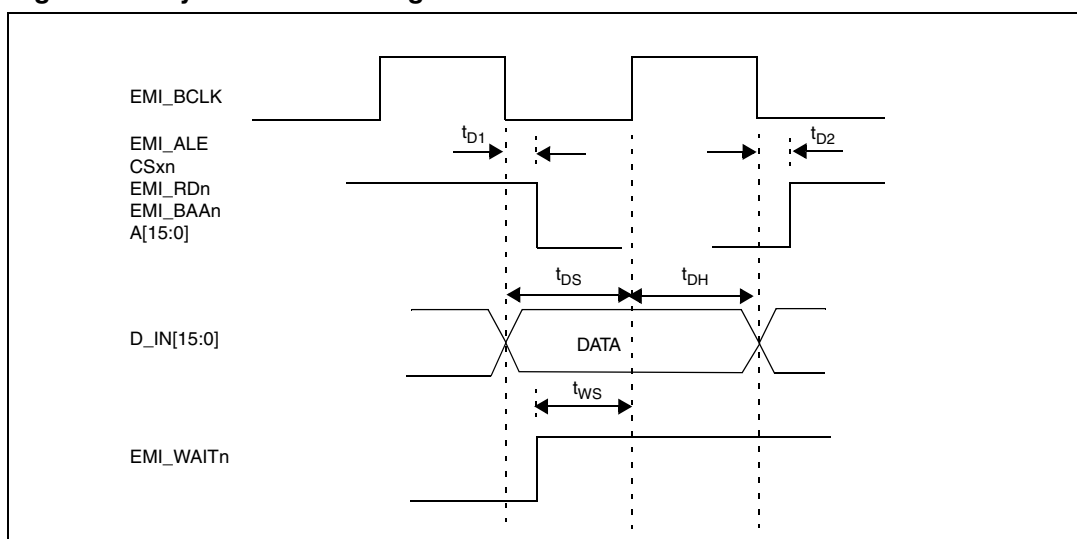 EMI_BCLK
EMI_ALE
CSxn
EMI_RDn
EMI_BAAn
A[15:0]
tD1
tD2
tDS
tDH
D_IN[15:0]
DATA
tWS
EMI_WAITn